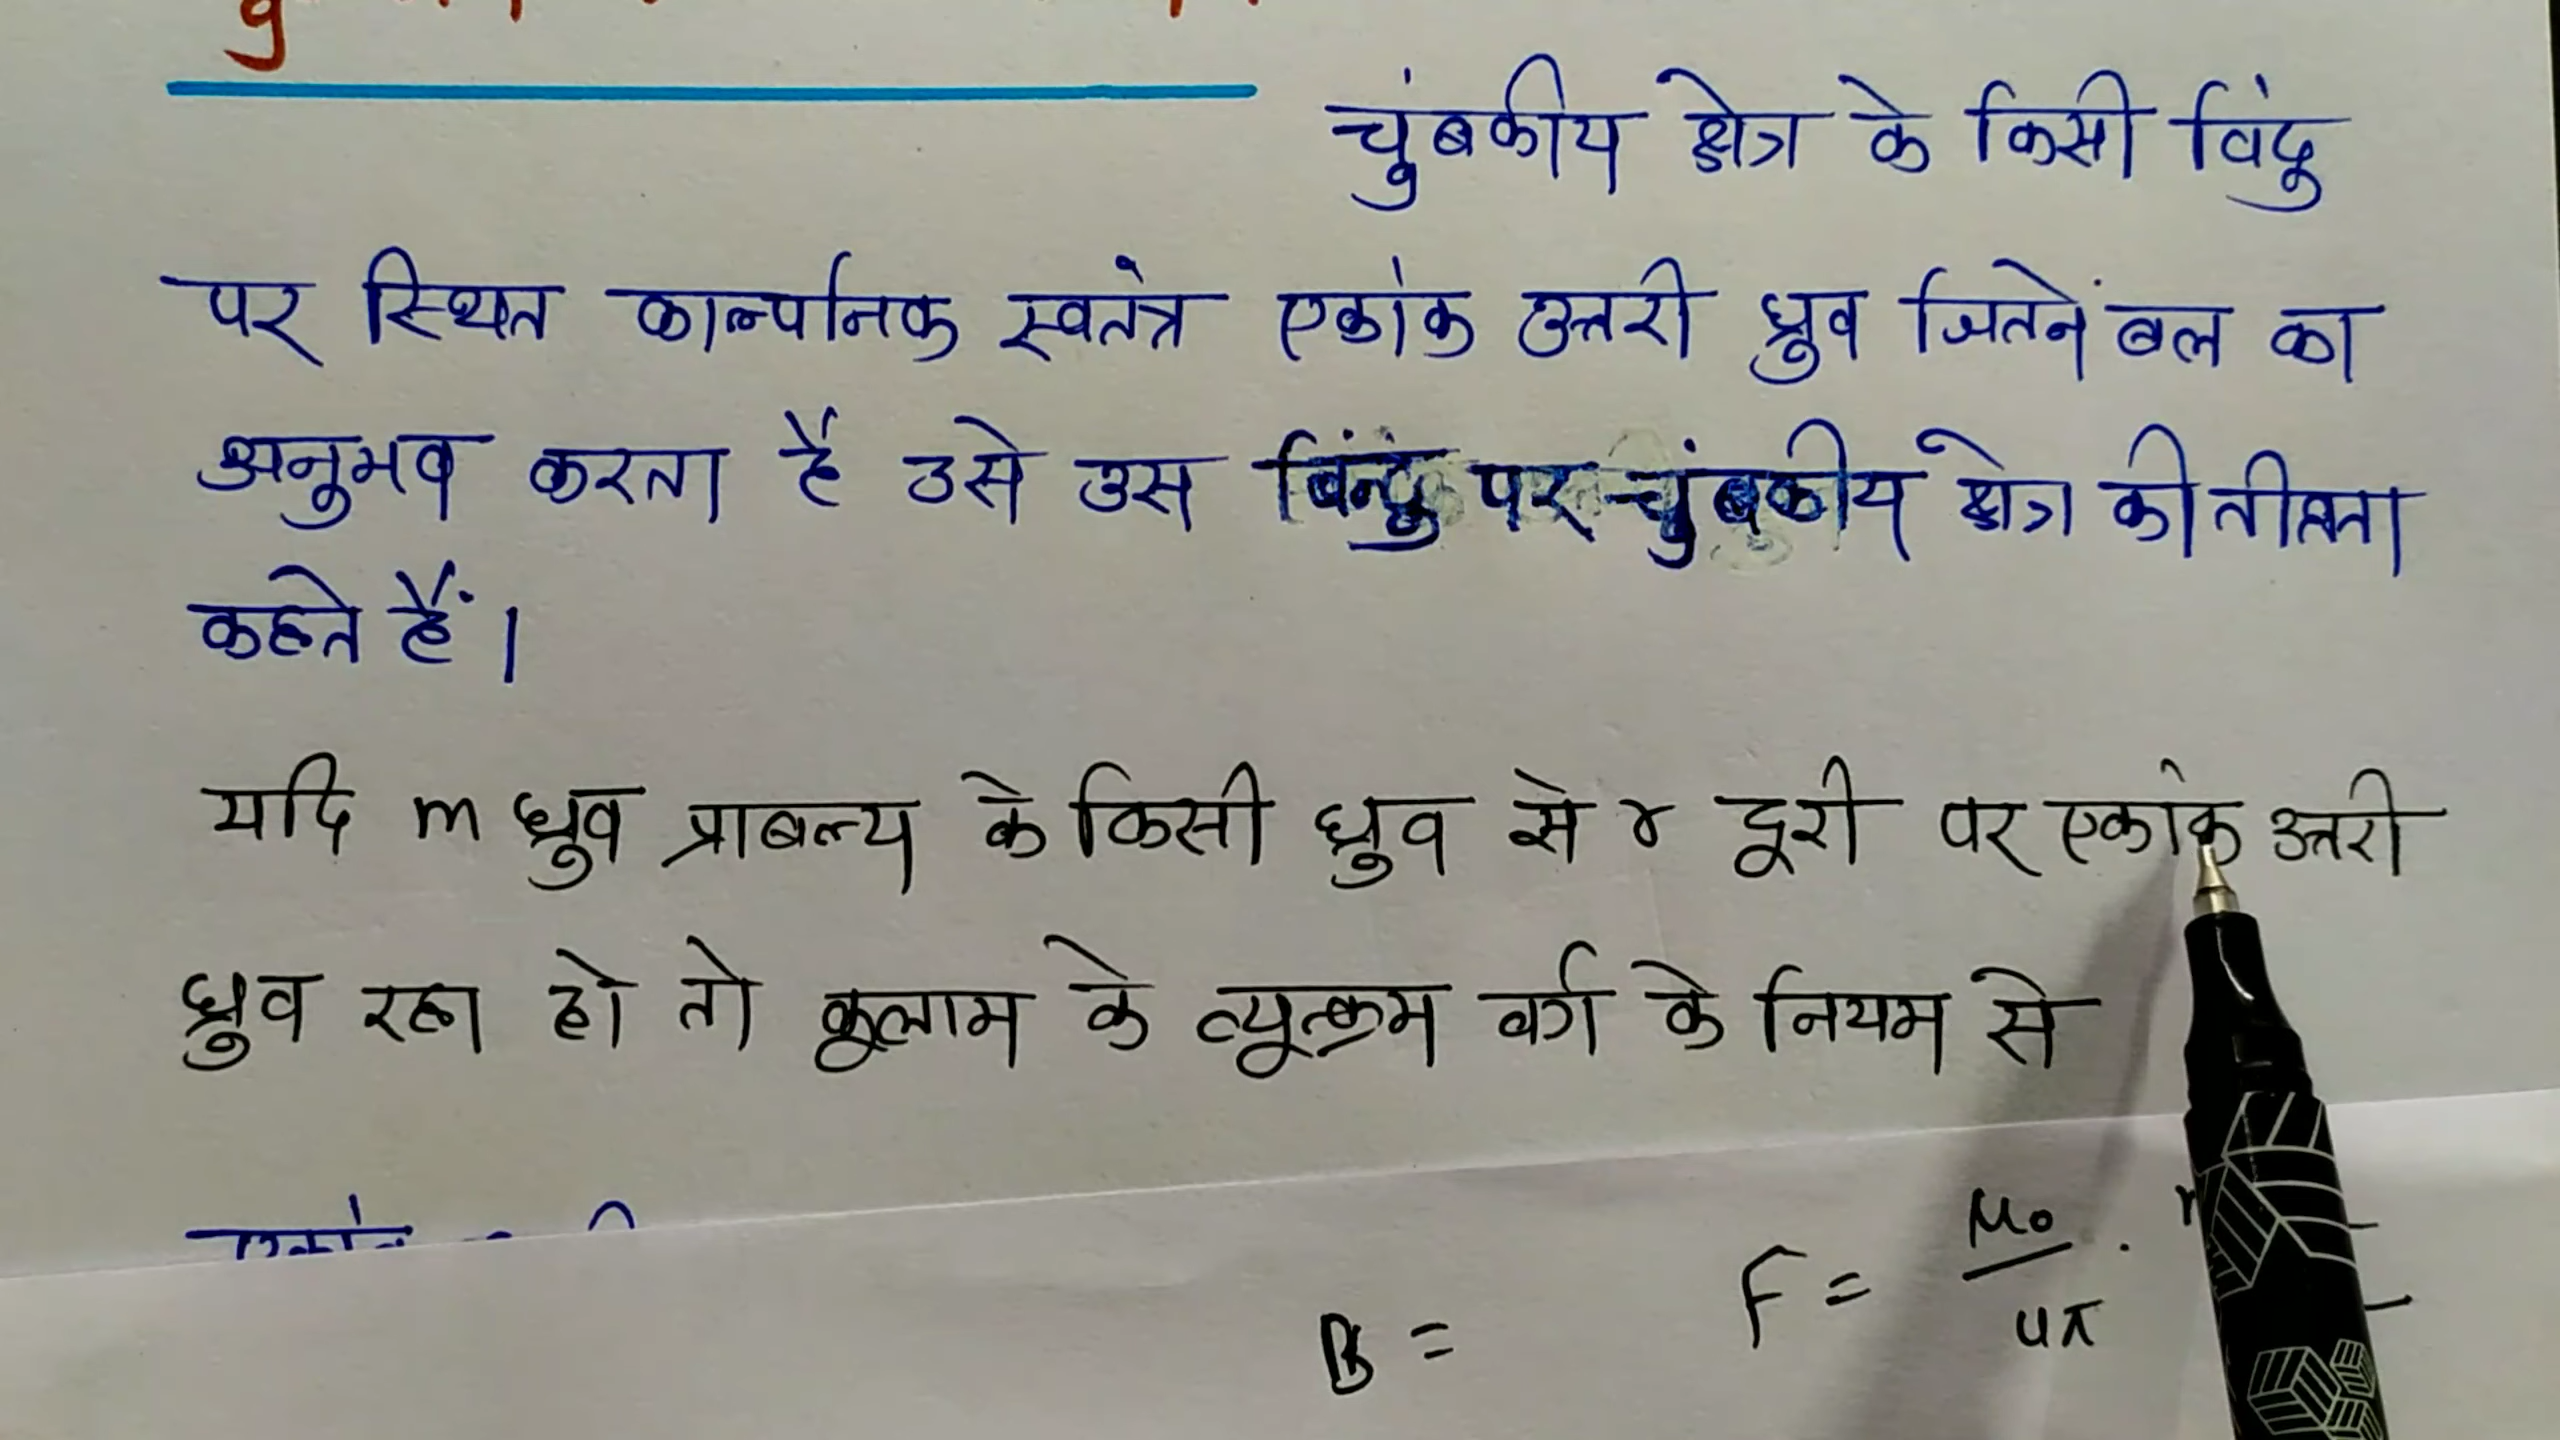 चुंबकीय क्षेत्र के किसी विंदु
पर स्थित काल्पनिक स्वतंत्र एकांक उत्तरी ध्रुव जितनें बल का
अनुभव करता है उसे उस बिंन्दुं पर चुंबकीय क्षेत्र की तीव्रता
कहते हैं।
यदि m ध्रुव प्राबल्य के किसी ध्रुव से r दूरी पर एकांक उत्तरी
ध्रुव रखा हो तो कूलाम के व्यूत्क्रम वर्ग के नियम से
F = μ₀/4π .
B =